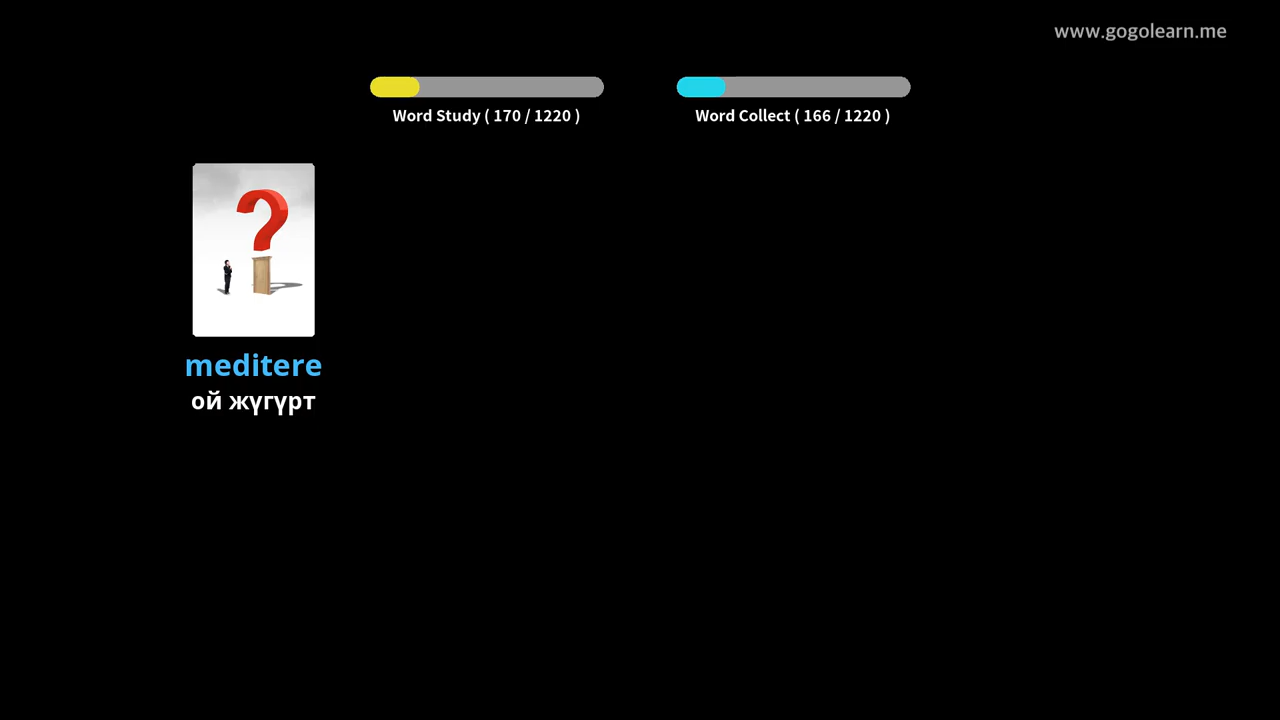 www.gogolearn.me
Word Study ( 170 / 1220 )
Word Collect ( 166 / 1220 )
meditere
ой жүгүрт